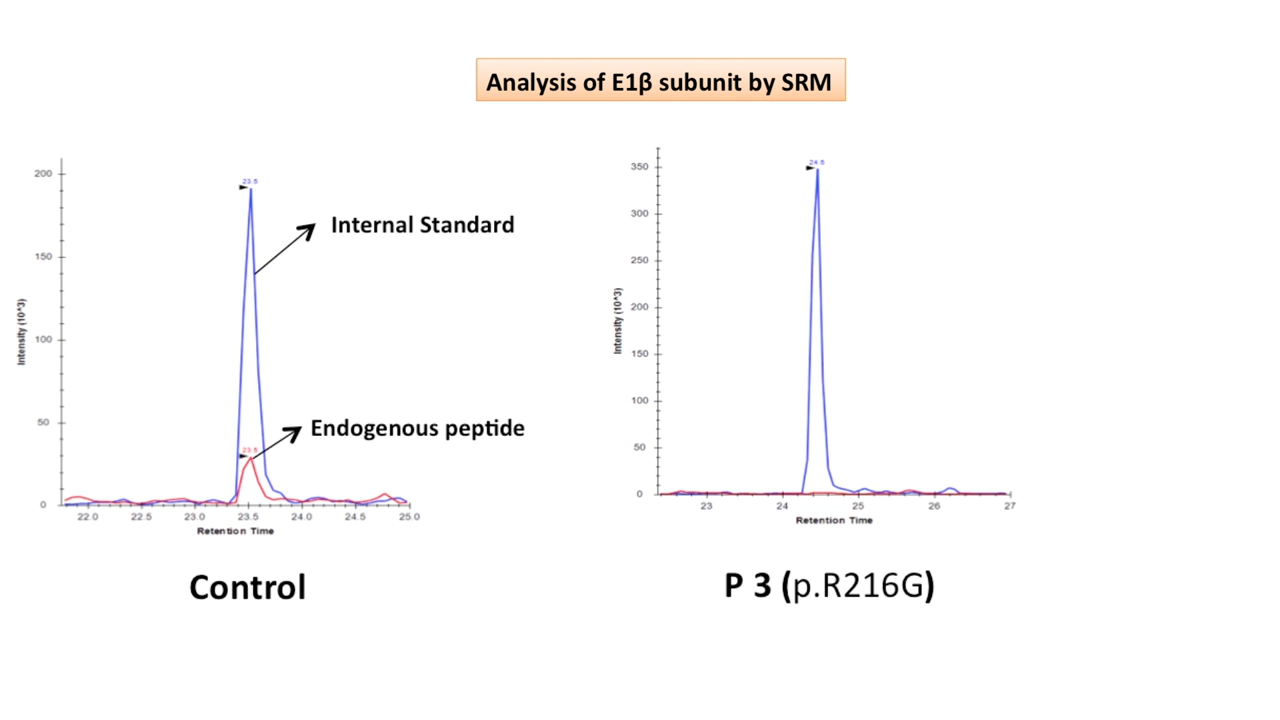 Analysis of E1β subunit by SRM
200
150
100
50
0
Intensity (10^3)
23.5
Internal Standard
23.5
Endogenous peptide
22.0 22.5 23.0 23.5 24.0 24.5 25.0
Retention Time
Control
350
300
250
200
150
100
50
0
Intensity (10^3)
24.5
23 24 25 26 27
Retention Time
P 3 (p.R216G)